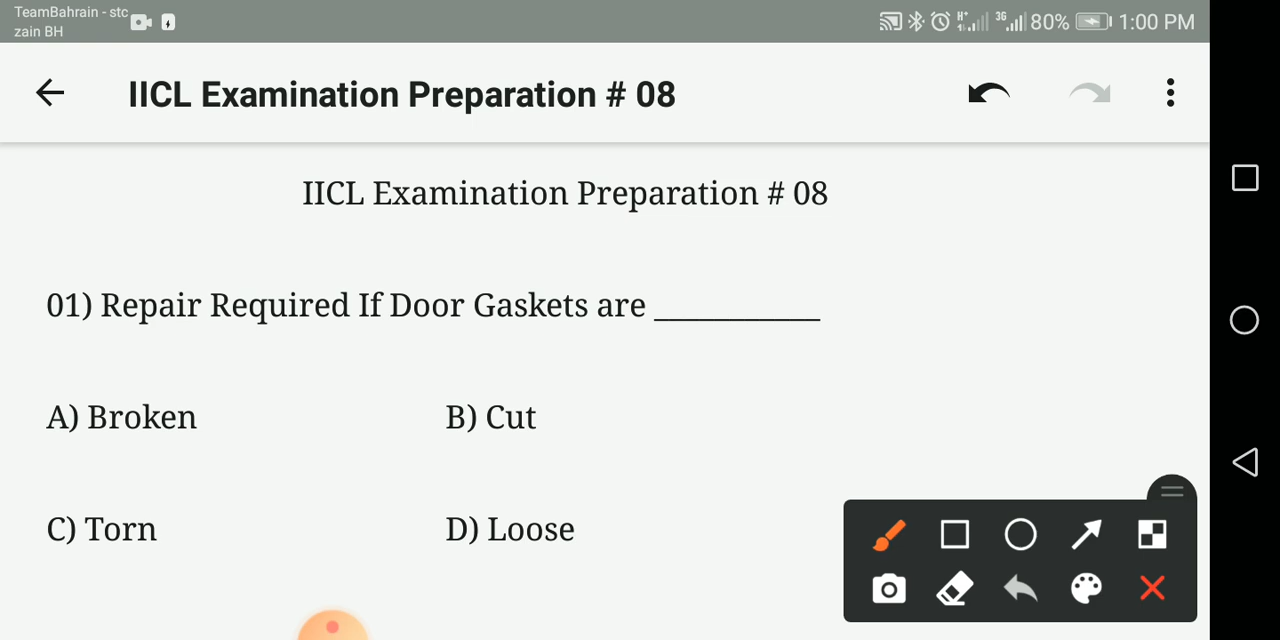 TeamBahrain - stc
zain BH
H+
3G
80%
1:00 PM
IICL Examination Preparation # 08
IICL Examination Preparation # 08
01) Repair Required If Door Gaskets are ___________
A) Broken
B) Cut
C) Torn
D) Loose